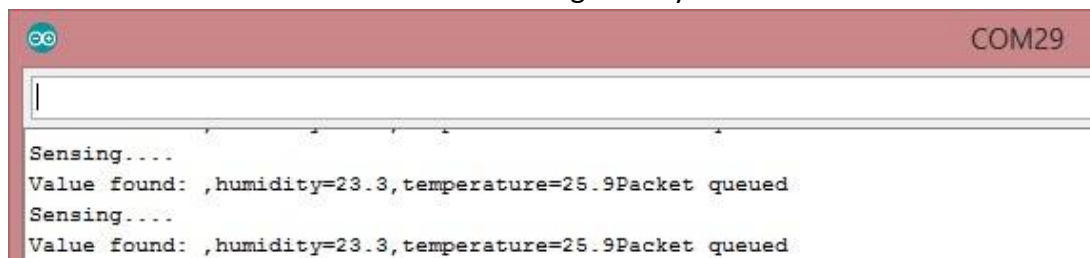 COM29
Sensing....
Value found: ,humidity=23.3,temperature=25.9Packet queued
Sensing....
Value found: ,humidity=23.3,temperature=25.9Packet queued